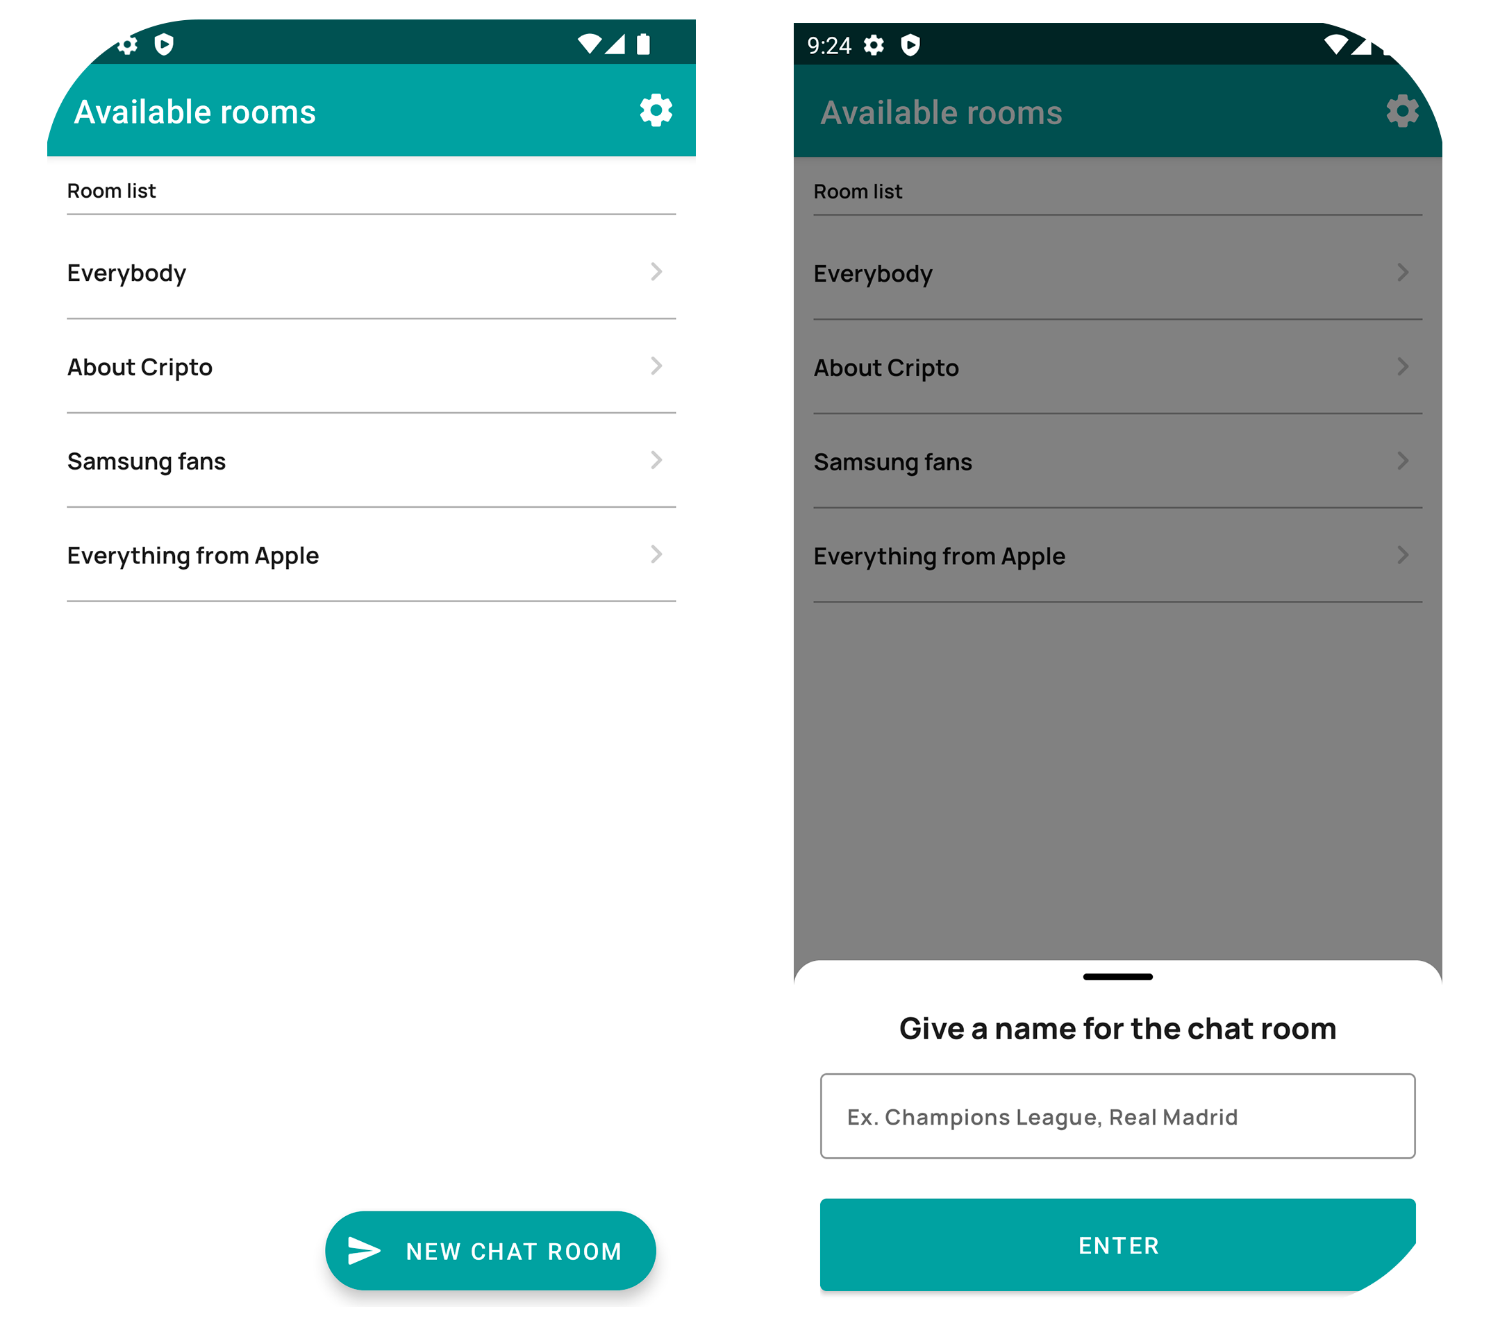 Available rooms
Room list
Everybody
About Cripto
Samsung fans
Everything from Apple
NEW CHAT ROOM
9:24
Available rooms
Room list
Everybody
About Cripto
Samsung fans
Everything from Apple
Give a name for the chat room
Ex. Champions League, Real Madrid
ENTER